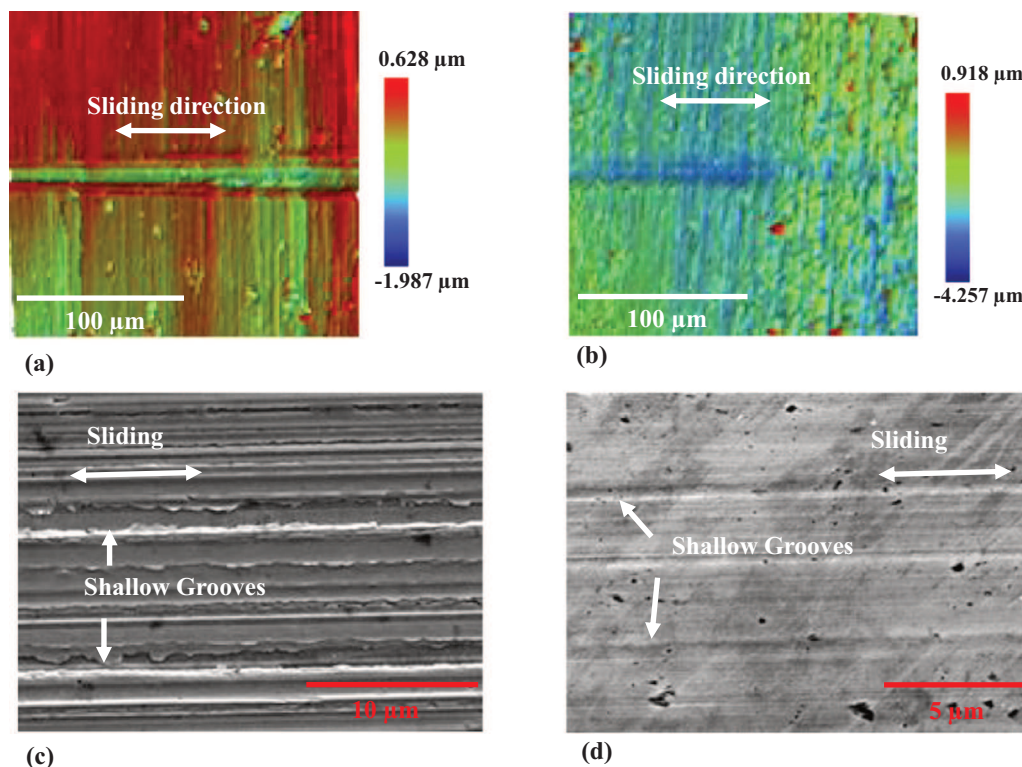 0.628 µm
Sliding direction
-1.987 µm
100 µm
(a)
0.918 µm
Sliding direction
-4.257 µm
100 µm
(b)
Sliding
Shallow Grooves
10 µm
(c)
Sliding
Shallow Grooves
5 µm
(d)